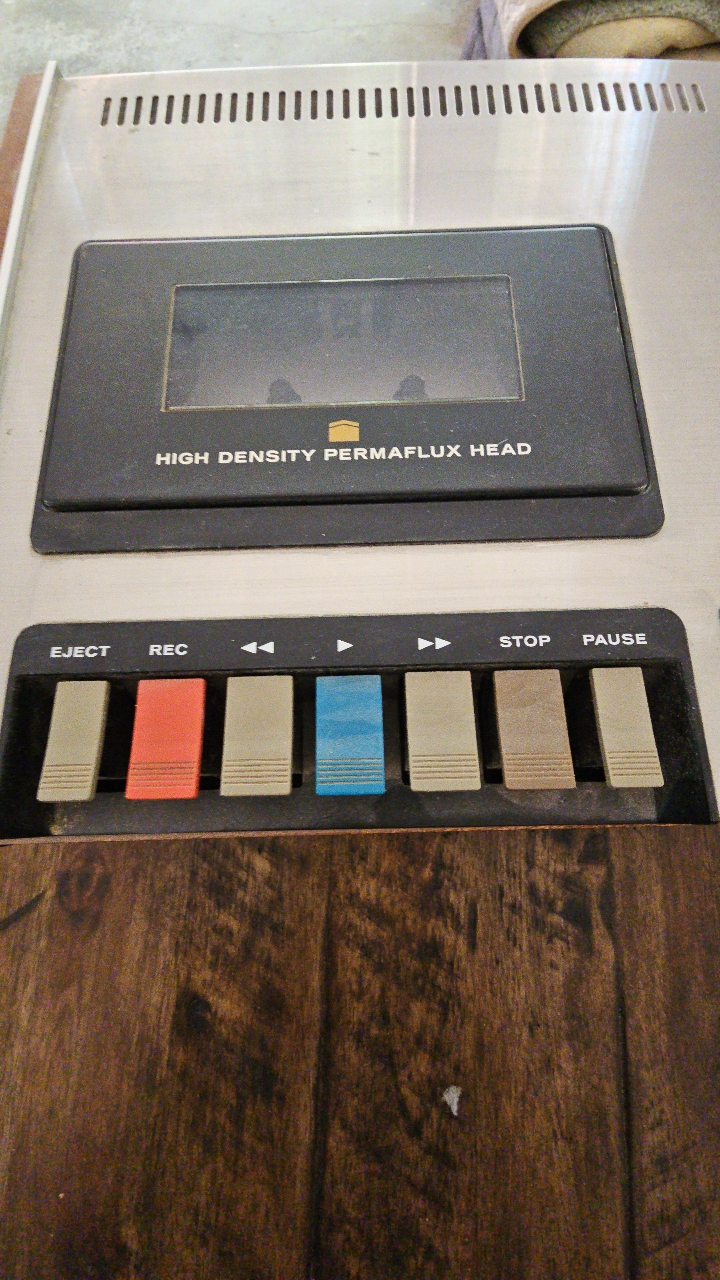 HIGH DENSITY PERMAFLUX HEAD
EJECT REC ◀◀ ▶ ▶▶ STOP PAUSE